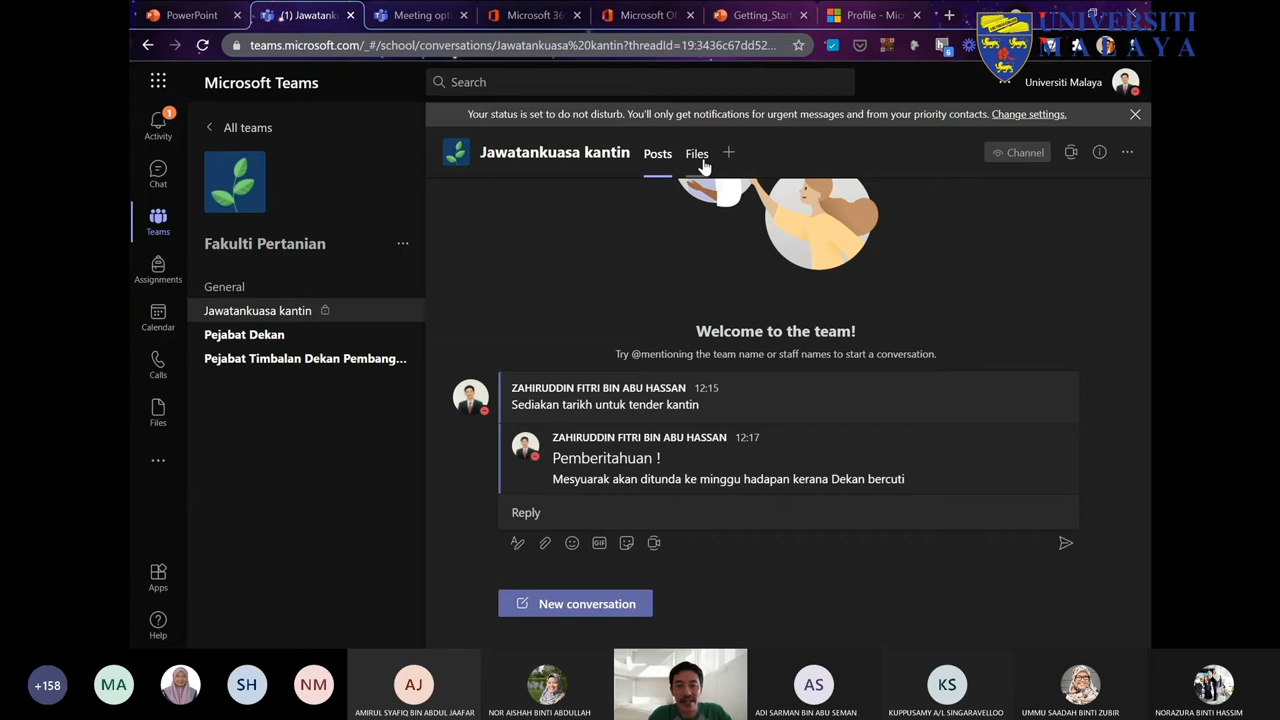 PowerPoint
(1) Jawatank
Meeting opt
Microsoft 36
Microsoft Of
Getting_Start
Profile - Mic
UNIVERSITI
MALAYA
teams.microsoft.com/_#/school/conversations/Jawatankuasa%20kantin?threadId=19:3436c67dd52...
6
Microsoft Teams
Search
Universiti Malaya
Your status is set to do not disturb. You'll only get notifications for urgent messages and from your priority contacts. Change settings.
1
Activity
Chat
Teams
Assignments
Calendar
Calls
Files
Apps
Help
All teams
Fakulti Pertanian
General
Jawatankuasa kantin
Pejabat Dekan
Pejabat Timbalan Dekan Pembang...
Jawatankuasa kantin
Posts
Files
Channel
Welcome to the team!
Try @mentioning the team name or staff names to start a conversation.
ZAHIRUDDIN FITRI BIN ABU HASSAN 12:15
Sediakan tarikh untuk tender kantin
ZAHIRUDDIN FITRI BIN ABU HASSAN 12:17
Pemberitahuan !
Mesyuarak akan ditunda ke minggu hadapan kerana Dekan bercuti
Reply
GIF
New conversation
+158
MA
SH
NM
AJ
AS
KS
AMIRUL SYAFIQ BIN ABDUL JAAFAR
NOR AISHAH BINTI ABDULLAH
ADI SARMAN BIN ABU SEMAN
KUPPUSAMY A/L SINGARAVELLOO
UMMU SAADAH BINTI ZUBIR
NORAZURA BINTI HASSIM